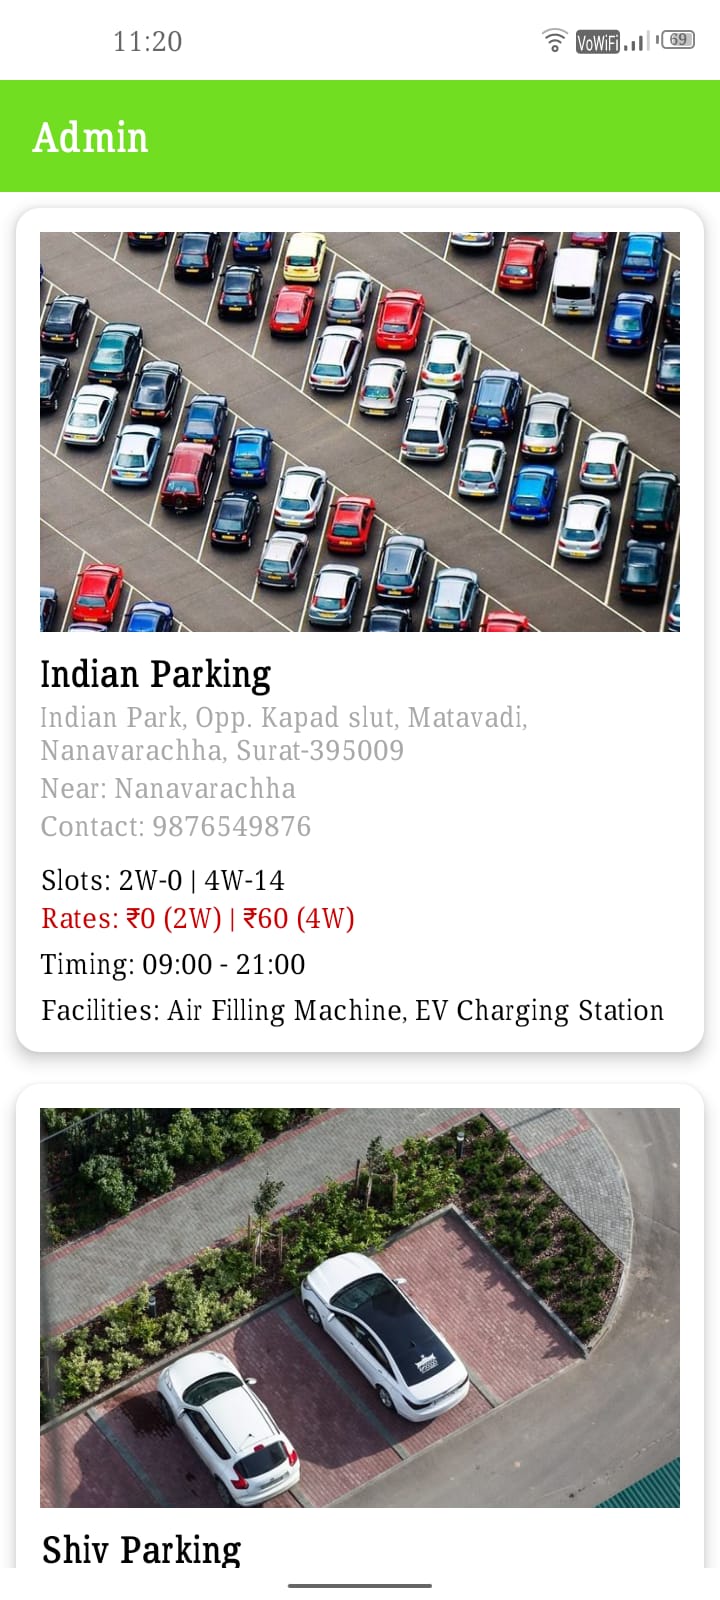 11:20
VoWiFi
69
Admin
Indian Parking
Indian Park, Opp. Kapad slut, Matavadi,
Nanavarachha, Surat-395009
Near: Nanavarachha
Contact: 9876549876
Slots: 2W-0 | 4W-14
Rates: ₹0 (2W) | ₹60 (4W)
Timing: 09:00 - 21:00
Facilities: Air Filling Machine, EV Charging Station
Shiv Parking